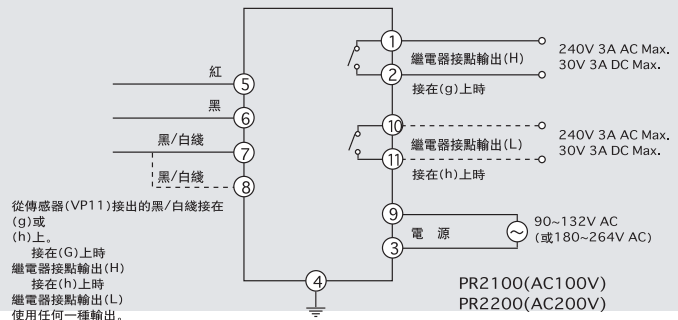 紅
⑤
黑
⑥
黑/白綫
⑦
黑/白綫
⑧
從傳感器(VP11)接出的黑/白綫接在
(g)或
(h)上。
接在(G)上時
繼電器接點輸出(H)
接在(h)上時
繼電器接點輸出(L)
使用任何一種輸出。
①
繼電器接點輸出(H)
②
接在(g)上時
240V 3A AC Max.
30V 3A DC Max.
⑩
繼電器接點輸出(L)
⑪
接在(h)上時
240V 3A AC Max.
30V 3A DC Max.
⑨
電 源
③
90~132V AC
(或180~264V AC)
④
PR2100(AC100V)
PR2200(AC200V)